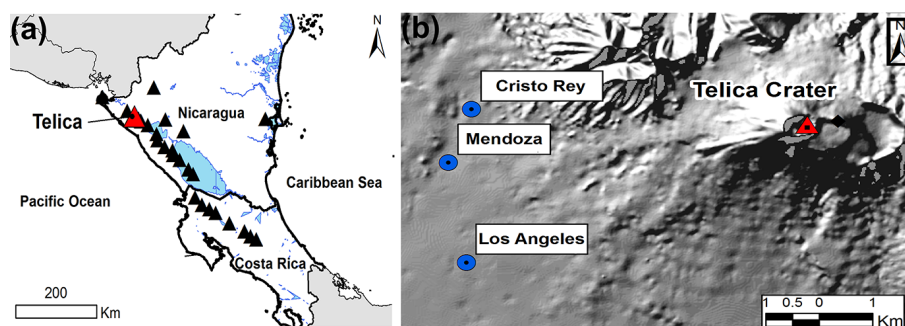 (a)
N
Nicaragua
Telica
Caribbean Sea
Pacific Ocean
Costa Rica
200
Km
(b)
N
Cristo Rey
Telica Crater
Mendoza
Los Angeles
1 0.5 0 1
Km